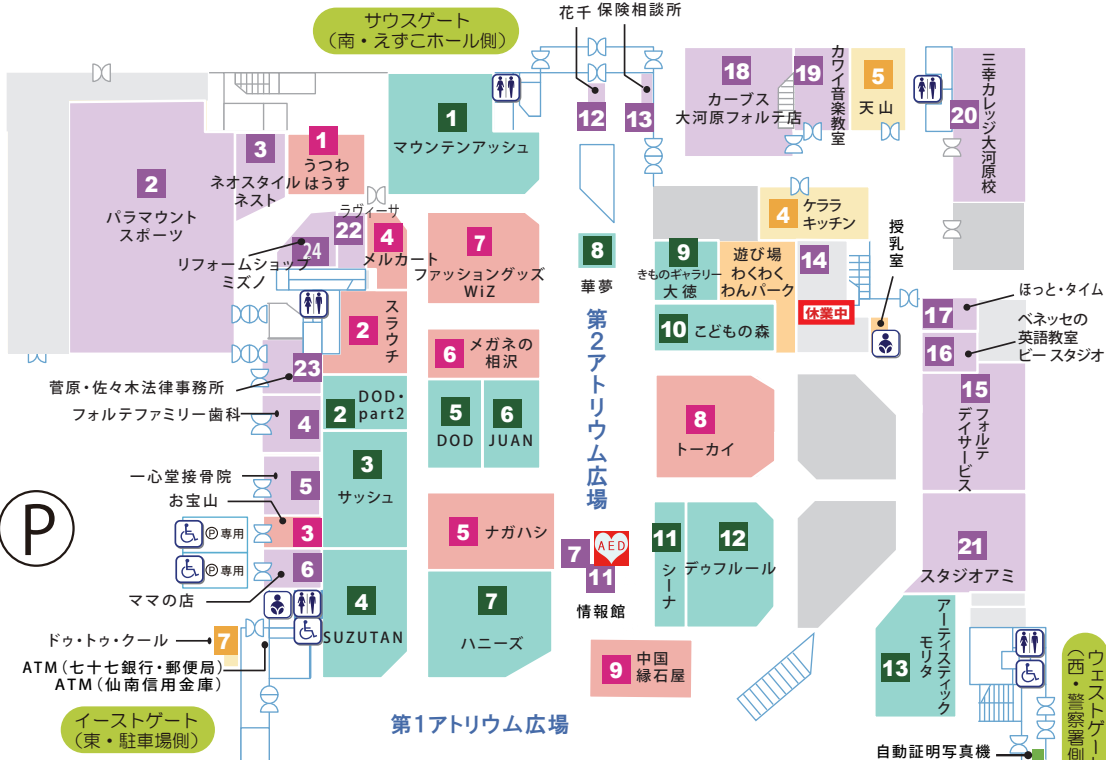 サウスゲート
（南・えずこホール側）
花千
保険相談所
1
マウンテンアッシュ
12
13
18
カーブス
大河原フォルテ店
19
カワイ音楽教室
5
天山
20
三幸カレッジ大河原校
2
パラマウント
スポーツ
3
ネオスタイル
ネスト
1
うつわ
はうす
ラヴィーサ
22
24
リフォームショップ
ミズノ
4
メルカート
7
ファッショングッズ
WiZ
8
華夢
4
ケララ
キッチン
9
きものギャラリー
大徳
遊び場
わくわく
わんパーク
14
休業中
授乳室
10
こどもの森
17
ほっと・タイム
16
ベネッセの
英語教室
ビースタジオ
2
スラウチ
6
メガネの
相沢
第2アトリウム広場
23
菅原・佐々木法律事務所
フォルテファミリー歯科
4
2
DOD・
part2
5
DOD
6
JUAN
8
トーカイ
15
フォルテ
デイサービス
3
サッシュ
一心堂接骨院
5
お宝山
3
P
P専用
P専用
6
ママの店
5
ナガハシ
7
AED
11
情報館
11
シーナ
12
デゥフルール
21
スタジオアミ
4
SUZUTAN
7
ハニーズ
ドゥ・トゥ・クール
7
ATM（七十七銀行・郵便局）
ATM（仙南信用金庫）
9
中国
縁石屋
13
アーティスティック
モリタ
イーストゲート
（東・駐車場側）
第1アトリウム広場
ウェストゲート
（西・警察署側
自動証明写真機